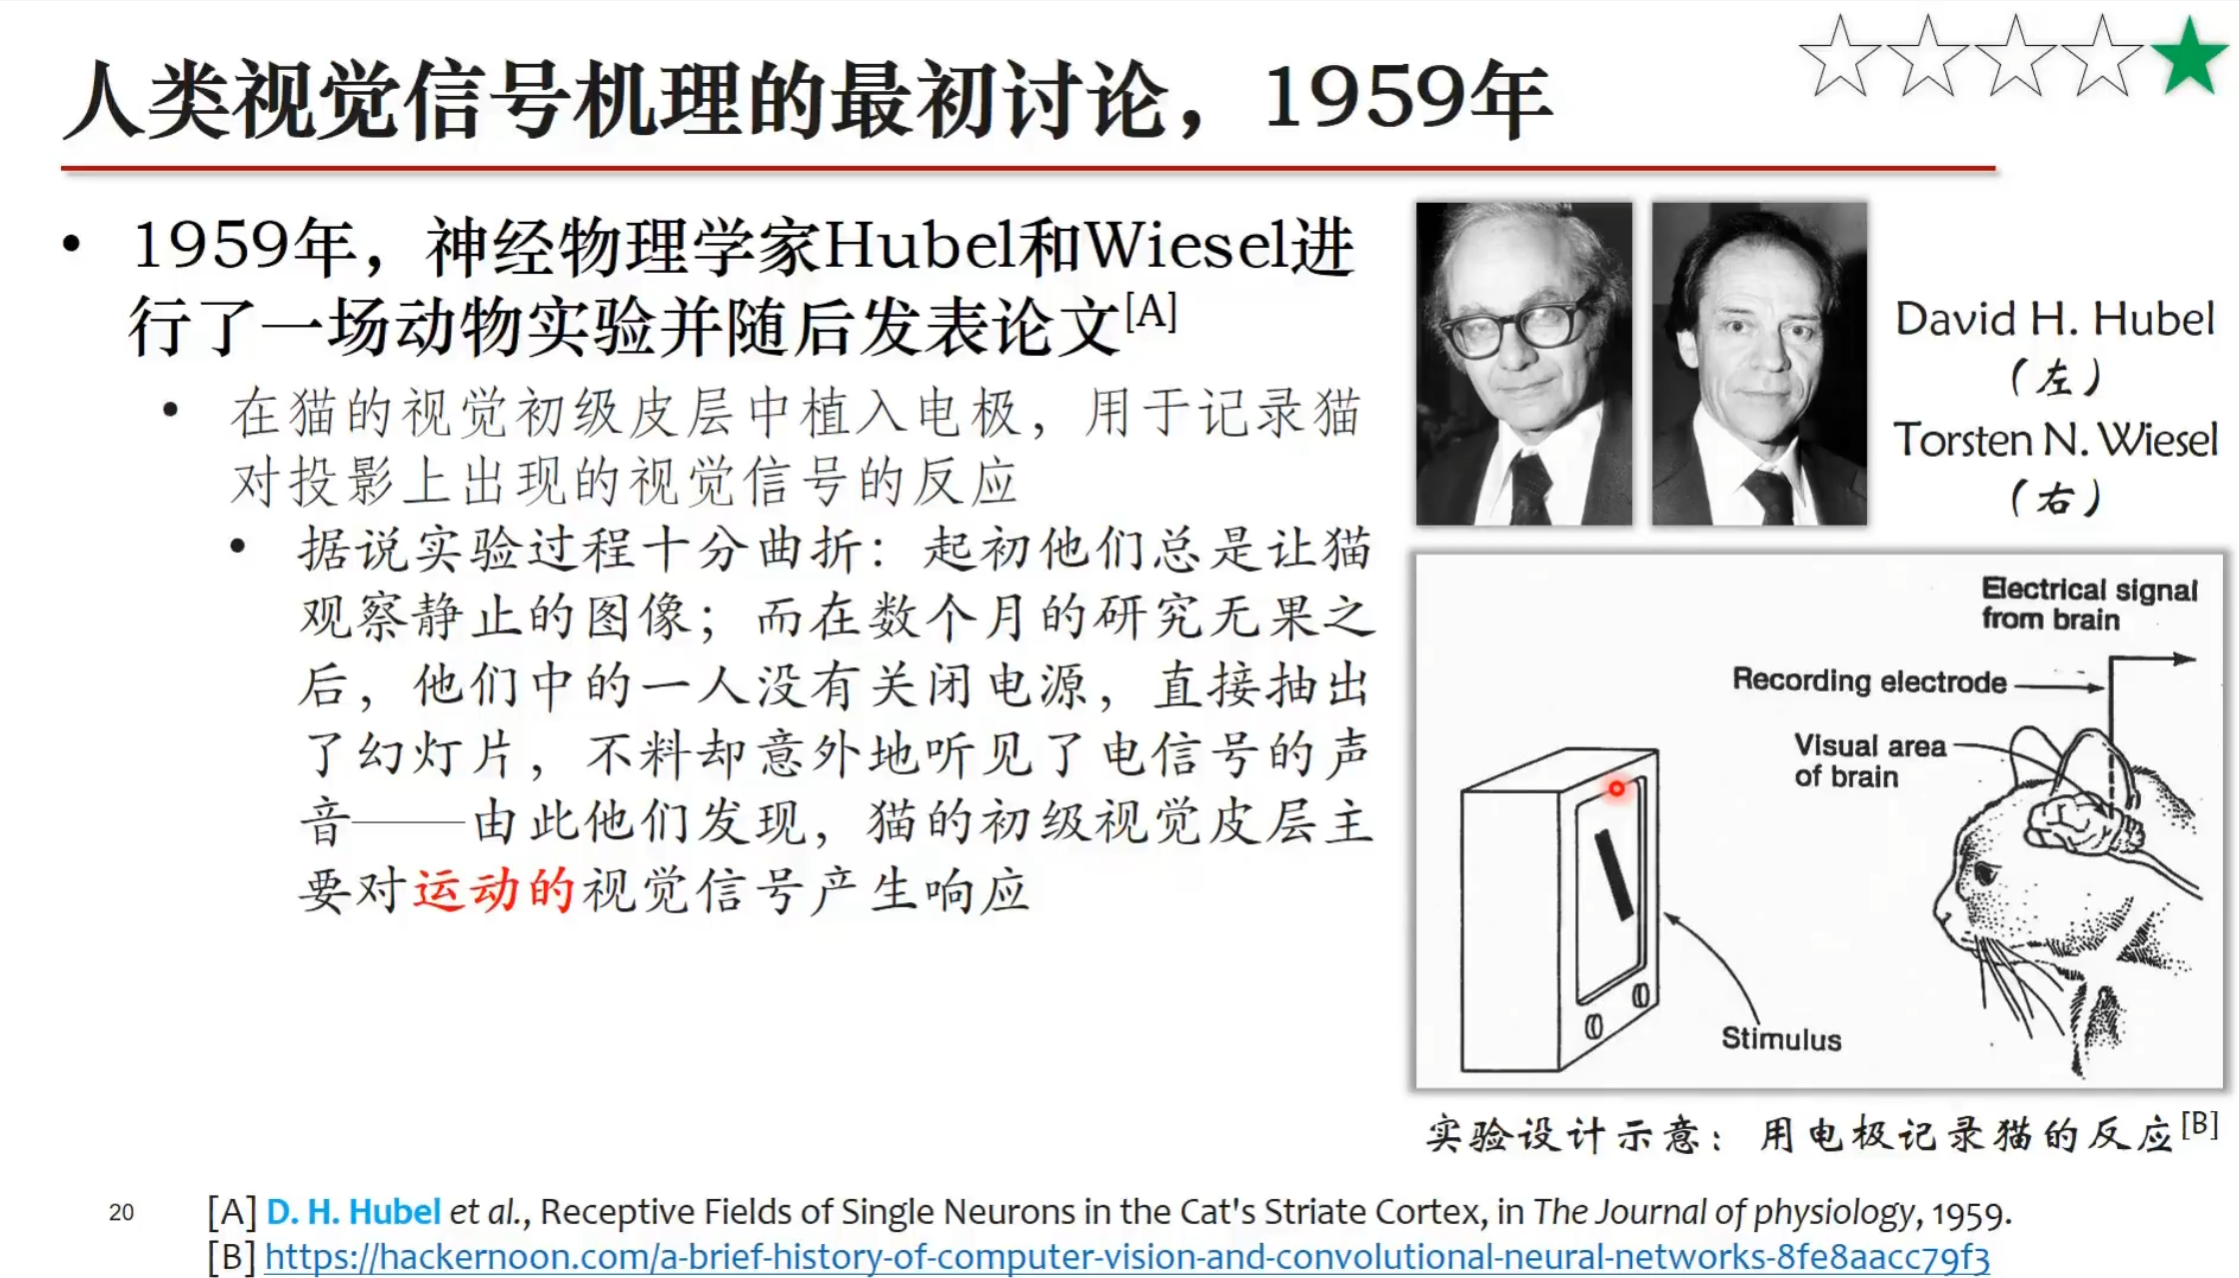 人类视觉信号机理的最初讨论，1959年
• 1959年，神经物理学家Hubel和Wiesel进
行了一场动物实验并随后发表论文[A]
• 在猫的视觉初级皮层中植入电极，用于记录猫
对投影上出现的视觉信号的反应
• 据说实验过程十分曲折：起初他们总是让猫
观察静止的图像；而在数个月的研究无果之
后，他们中的一人没有关闭电源，直接抽出
了幻灯片，不料却意外地听见了电信号的声
音——由此他们发现，猫的初级视觉皮层主
要对运动的视觉信号产生响应
David H. Hubel
（左）
Torsten N. Wiesel
（右）
Electrical signal
from brain
Recording electrode
Visual area
of brain
Stimulus
实验设计示意：用电极记录猫的反应[B]
20
[A] D. H. Hubel et al., Receptive Fields of Single Neurons in the Cat's Striate Cortex, in The Journal of physiology, 1959.
[B] https://hackernoon.com/a-brief-history-of-computer-vision-and-convolutional-neural-networks-8fe8aacc79f3